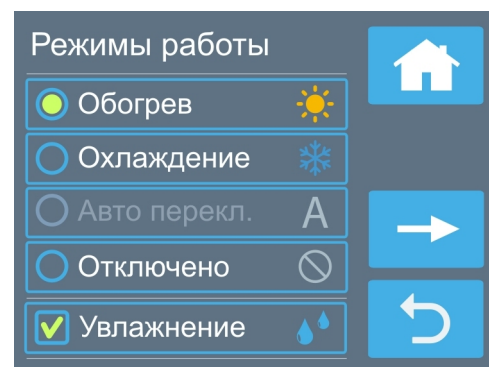 Режимы работы
Обогрев
Охлаждение
Авто перекл. A
Отключено
Увлажнение